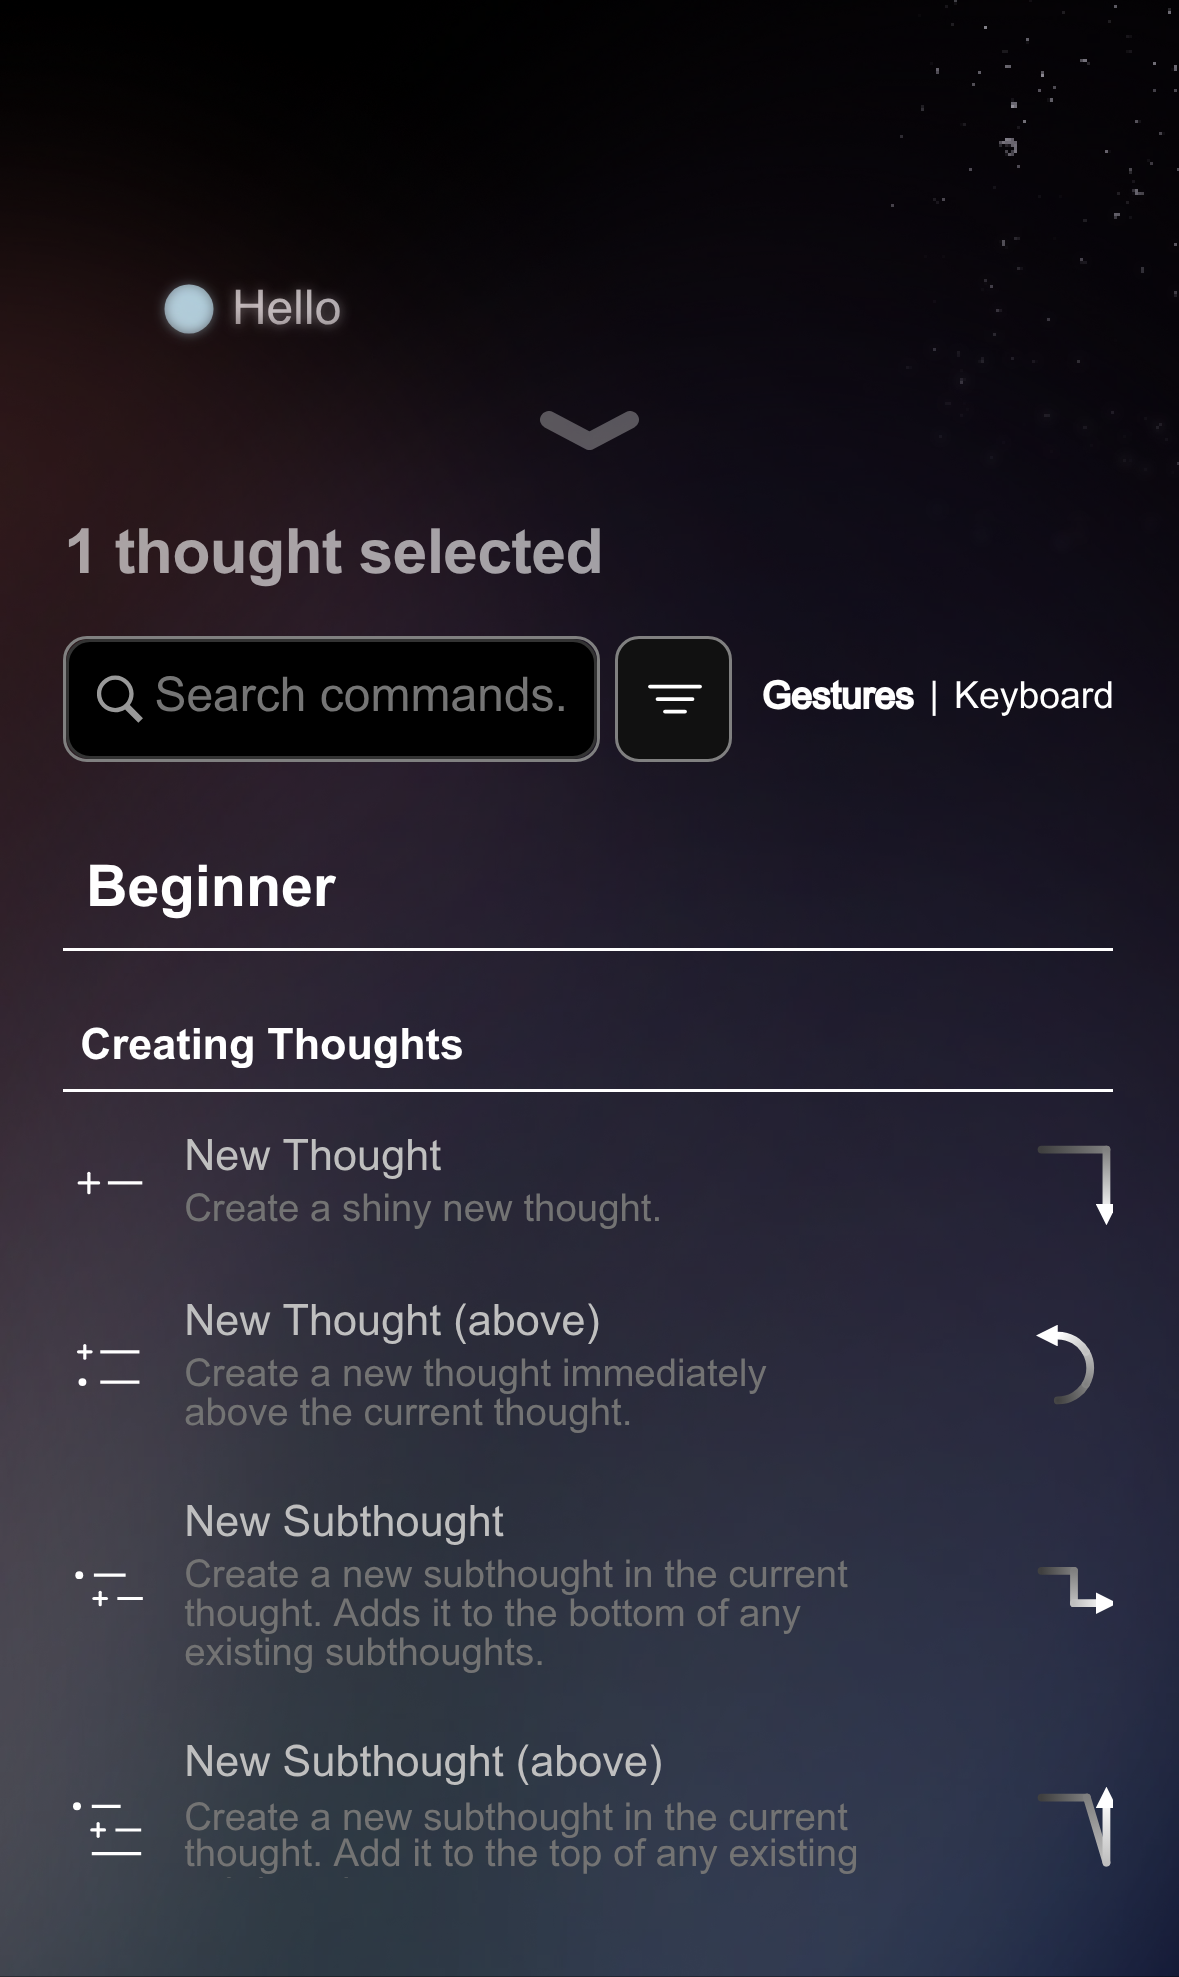 Hello
1 thought selected
Search commands.
Gestures | Keyboard
Beginner
Creating Thoughts
New Thought
Create a shiny new thought.
New Thought (above)
Create a new thought immediately
above the current thought.
New Subthought
Create a new subthought in the current
thought. Adds it to the bottom of any
existing subthoughts.
New Subthought (above)
Create a new subthought in the current
thought. Add it to the top of any existing